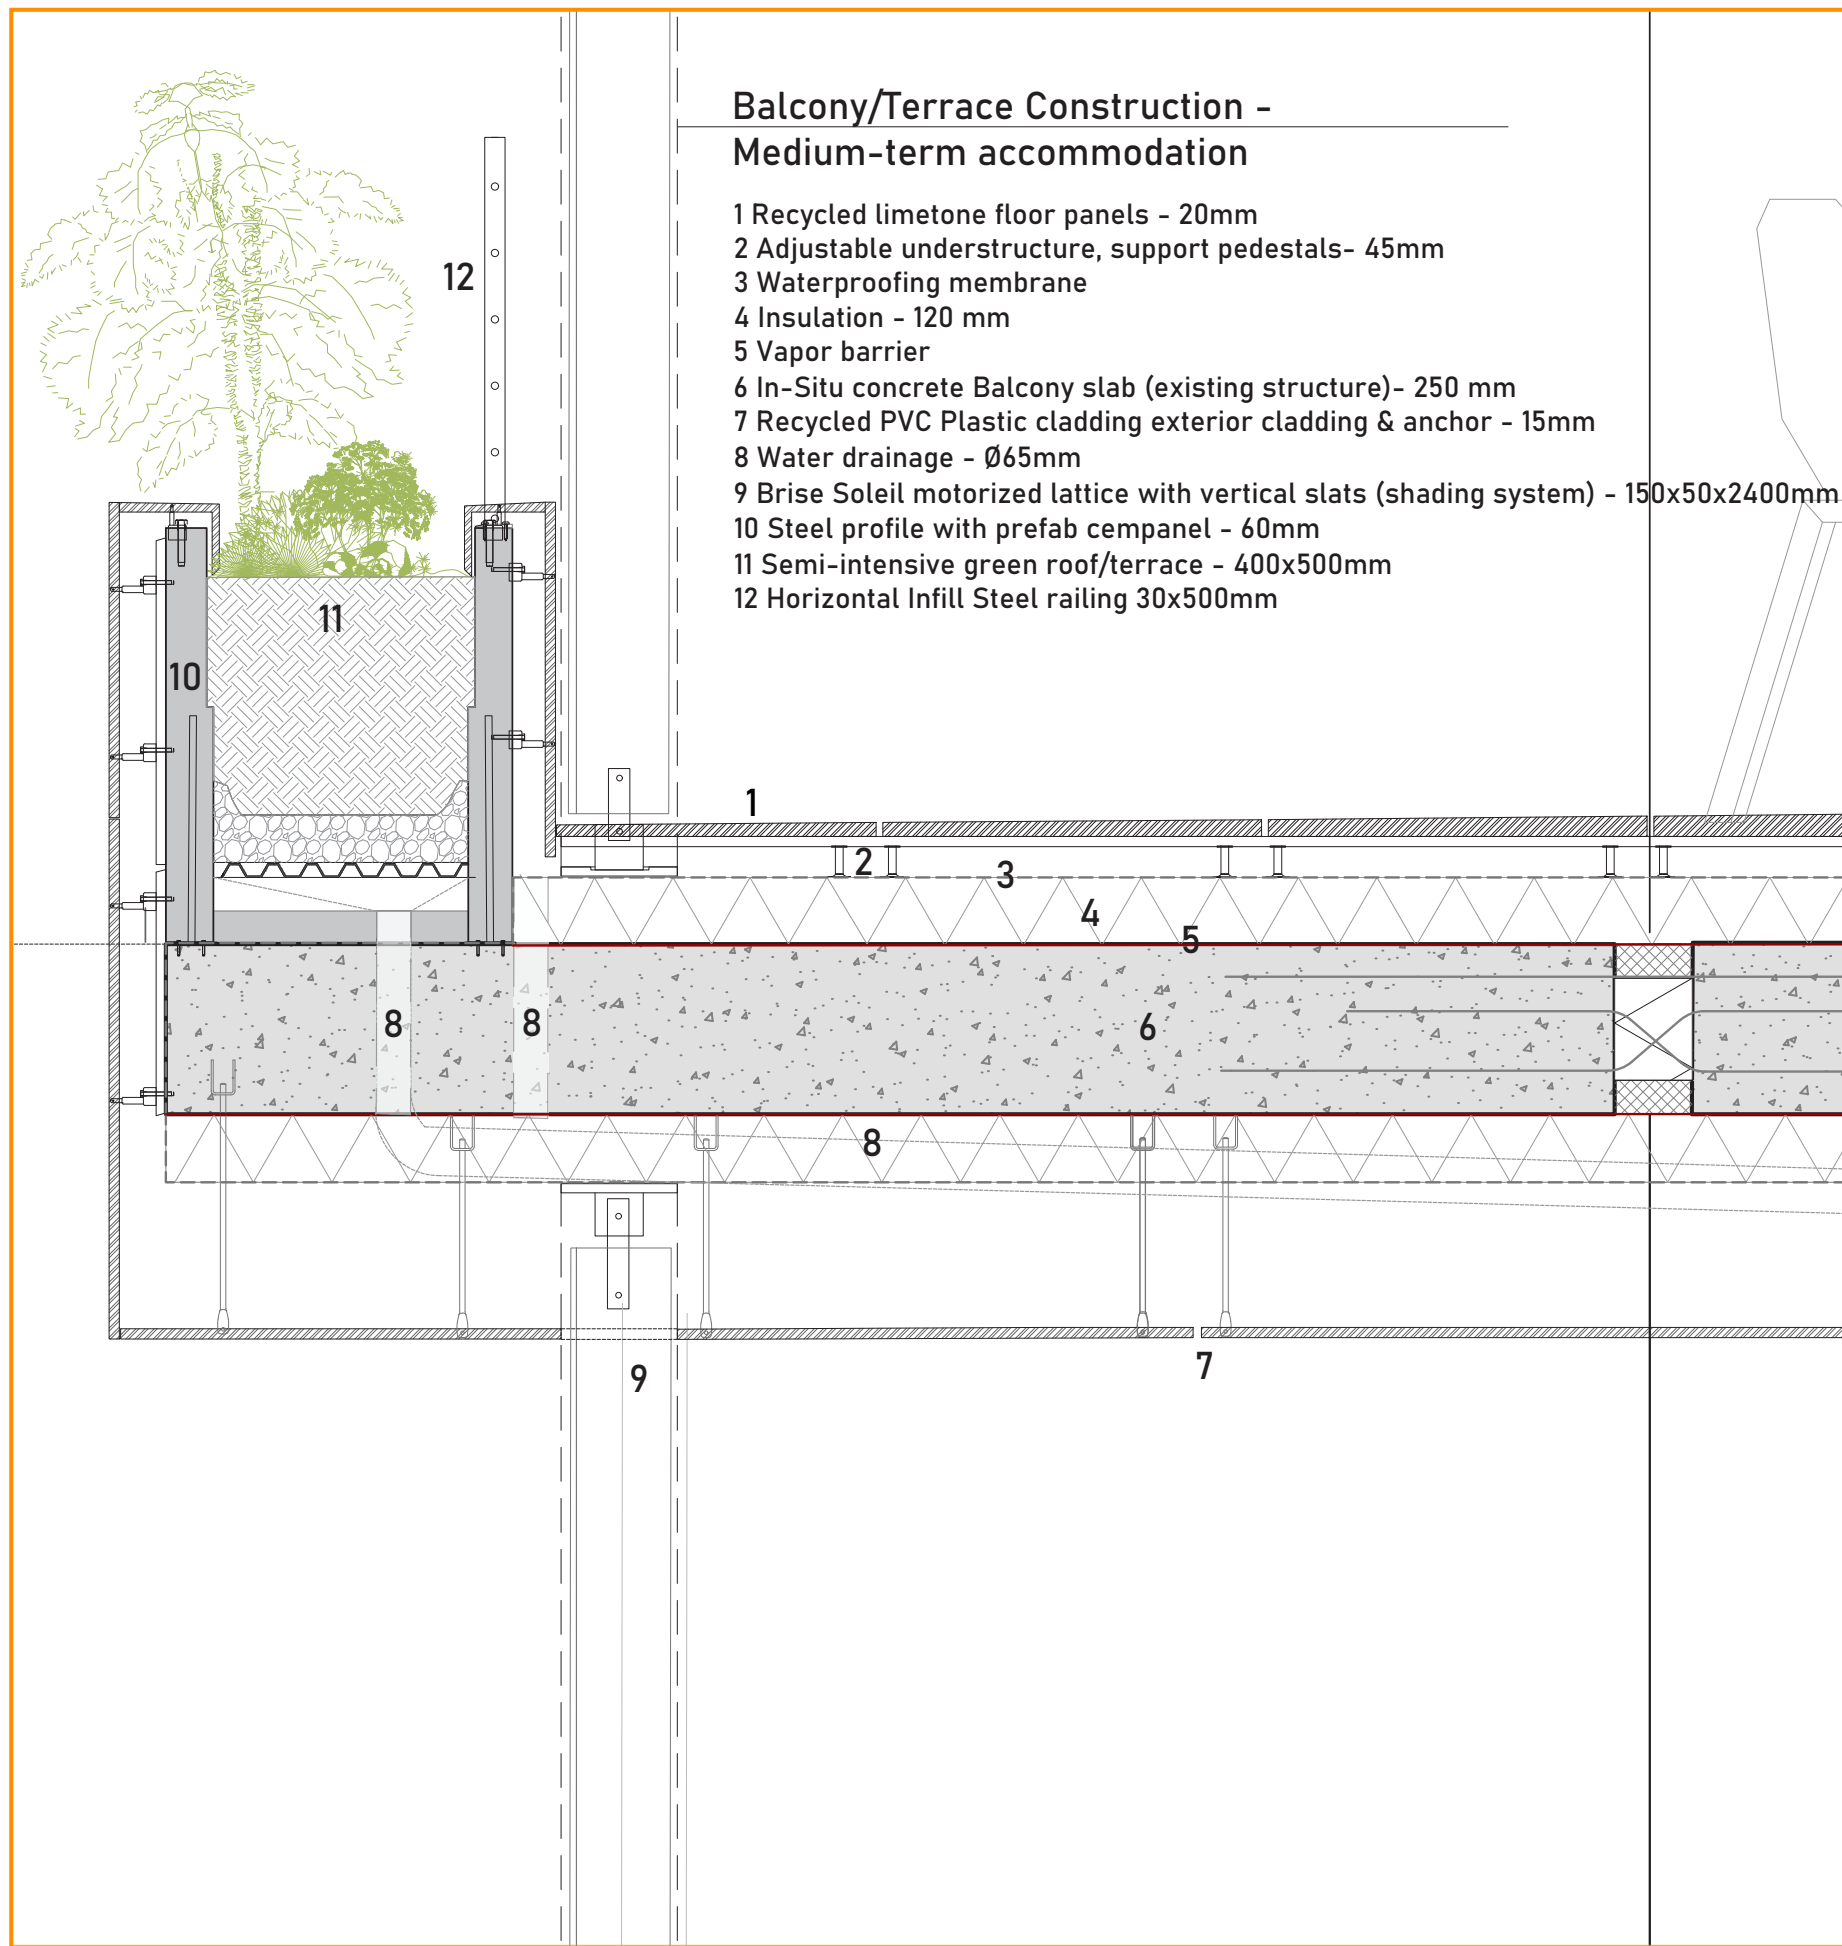 Balcony/Terrace Construction -
Medium-term accommodation
1 Recycled limetone floor panels - 20mm
2 Adjustable understructure, support pedestals- 45mm
3 Waterproofing membrane
4 Insulation - 120 mm
5 Vapor barrier
6 In-Situ concrete Balcony slab (existing structure)- 250 mm
7 Recycled PVC Plastic cladding exterior cladding & anchor - 15mm
8 Water drainage - Ø65mm
9 Brise Soleil motorized lattice with vertical slats (shading system) - 150x50x2400mm
10 Steel profile with prefab cempanel - 60mm
11 Semi-intensive green roof/terrace - 400x500mm
12 Horizontal Infill Steel railing 30x500mm
12
11
10
1
2
3
4
5
8
8
6
8
9
7